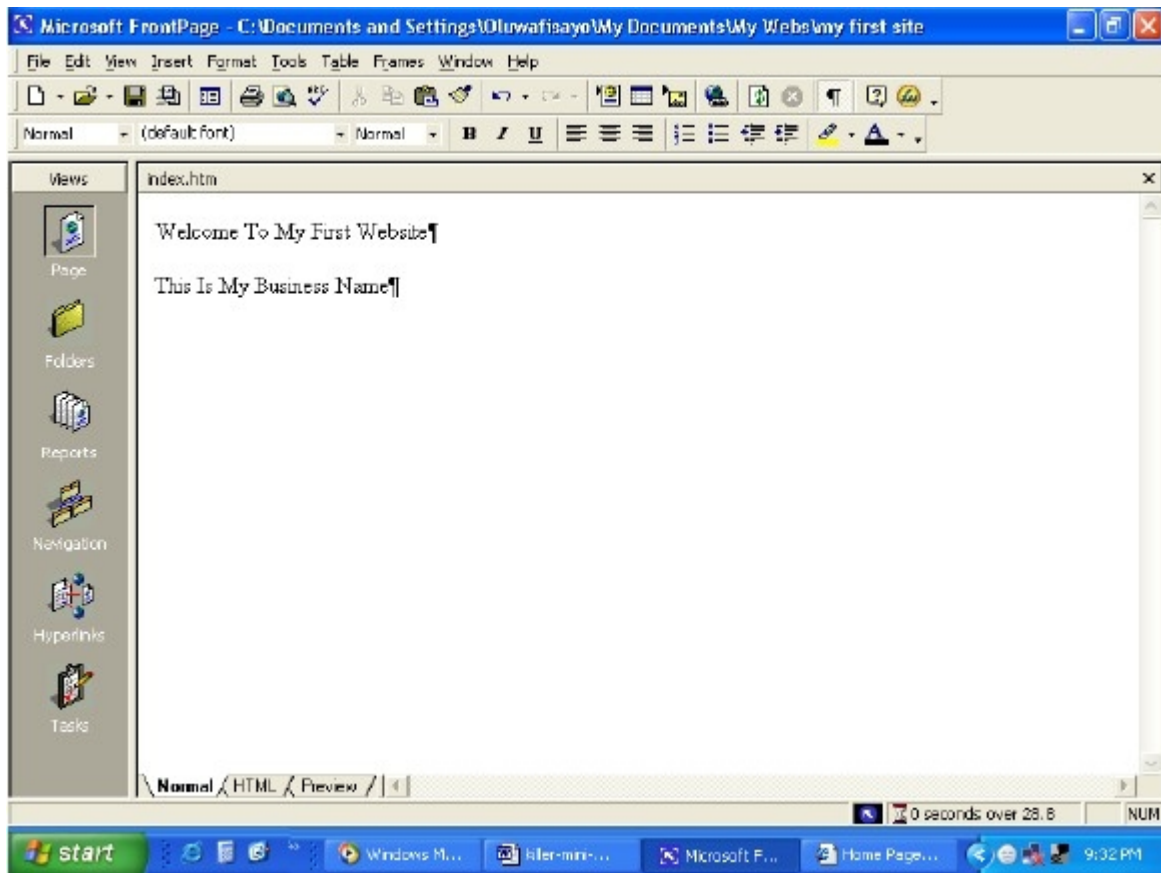 Microsoft FrontPage - C:\Documents and Settings\Oluwafisayo\My Documents\My Webs\my first site
File Edit View Insert Format Tools Table Frames Window Help
Normal (default font) Normal B I U A
Views index.htm
Welcome To My First Website¶
Page
This Is My Business Name¶
Folders
Reports
Navigation
Hyperlinks
Tasks
Normal HTML Preview
0 seconds over 28.8 NUM
start Windows M... killer-mini-... Microsoft F... Home Page... 9:32 PM